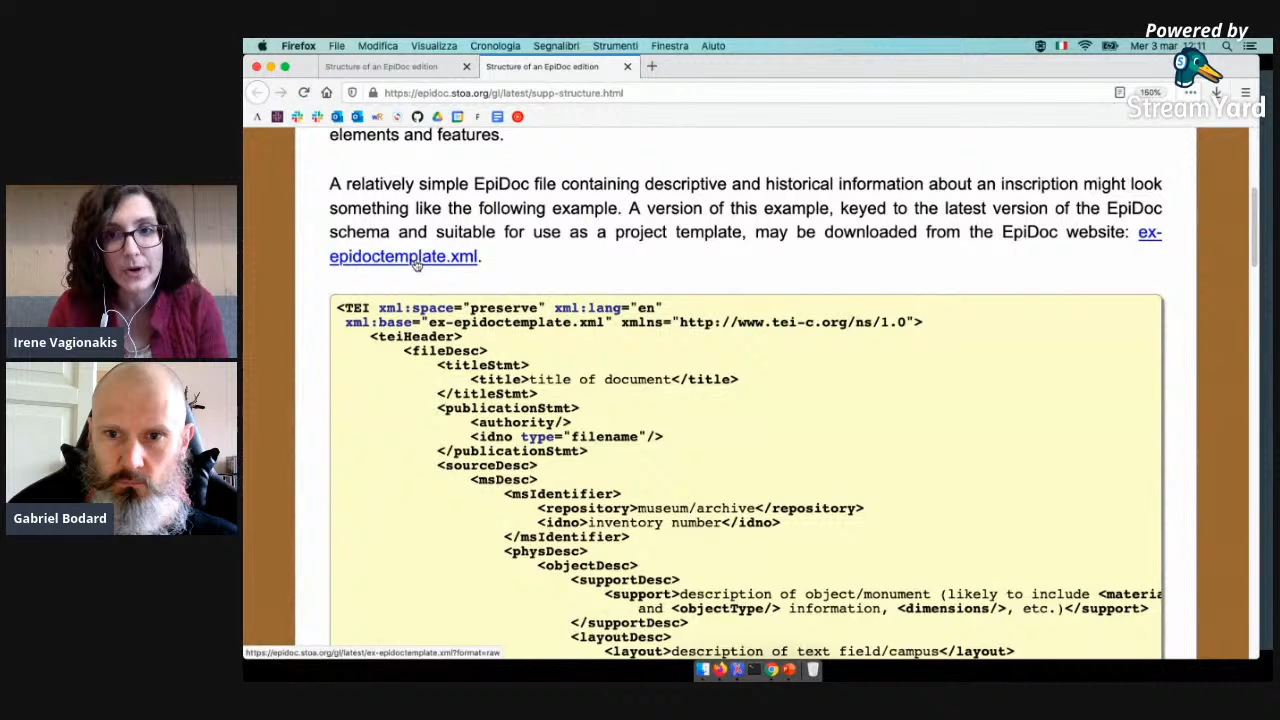 Powered by
StreamYard
Firefox File Modifica Visualizza Cronologia Segnalibri Strumenti Finestra Aiuto Mer 3 mar 12:11
Structure of an EpiDoc edition
Structure of an EpiDoc edition
https://epidoc.stoa.org/gl/latest/supp-structure.html 150%
elements and features.
A relatively simple EpiDoc file containing descriptive and historical information about an inscription might look
something like the following example. A version of this example, keyed to the latest version of the EpiDoc
schema and suitable for use as a project template, may be downloaded from the EpiDoc website: ex-
epidoctemplate.xml.
<TEI xml:space="preserve" xml:lang="en"
xml:base="ex-epidoctemplate.xml" xmlns="http://www.tei-c.org/ns/1.0">
<teiHeader>
<fileDesc>
<titleStmt>
<title>title of document</title>
</titleStmt>
<publicationStmt>
<authority/>
<idno type="filename"/>
</publicationStmt>
<sourceDesc>
<msDesc>
<msIdentifier>
<repository>museum/archive</repository>
<idno>inventory number</idno>
</msIdentifier>
<physDesc>
<objectDesc>
<supportDesc>
<support>description of object/monument (likely to include <materia
and <objectType/> information, <dimensions/>, etc.)</support>
</supportDesc>
<layoutDesc>
<layout>description of text field/campus</layout>
https://epidoc.stoa.org/gl/latest/ex-epidoctemplate.xml?format=raw
Irene Vagionakis
Gabriel Bodard